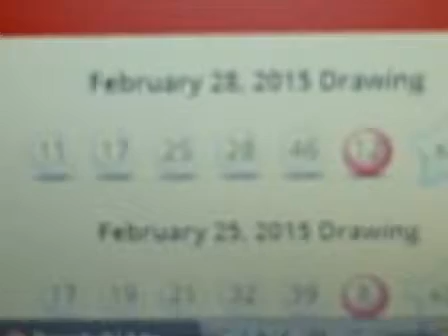 February 28, 2015 Drawing
11 17 25 28 46 12
February 25, 2015 Drawing
17 19 21 32 39 8